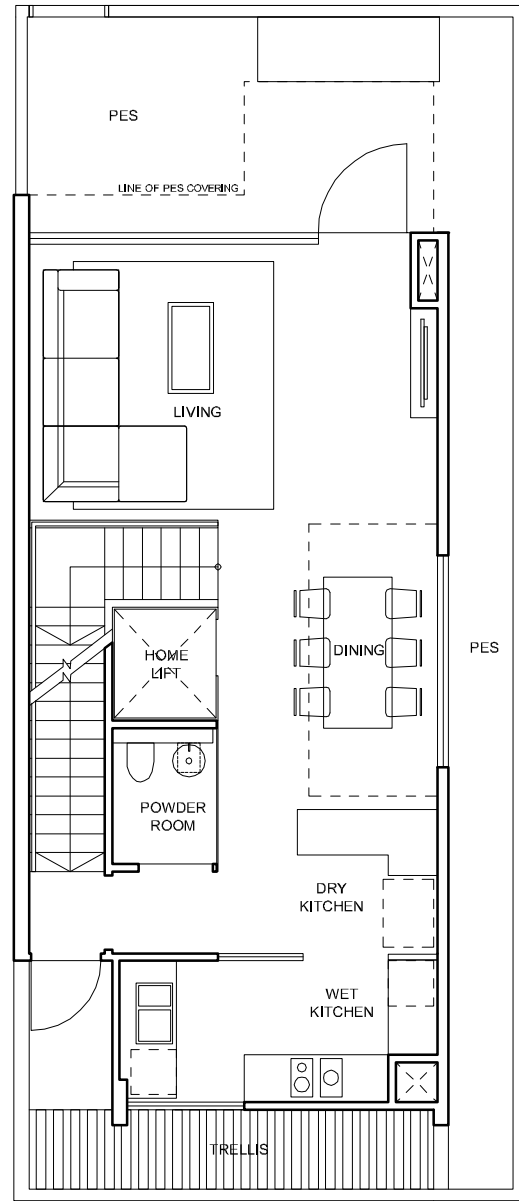 PES
LINE OF PES COVERING
LIVING
HOME
LIFT
DINING
PES
POWDER
ROOM
DRY
KITCHEN
WET
KITCHEN
TRELLIS